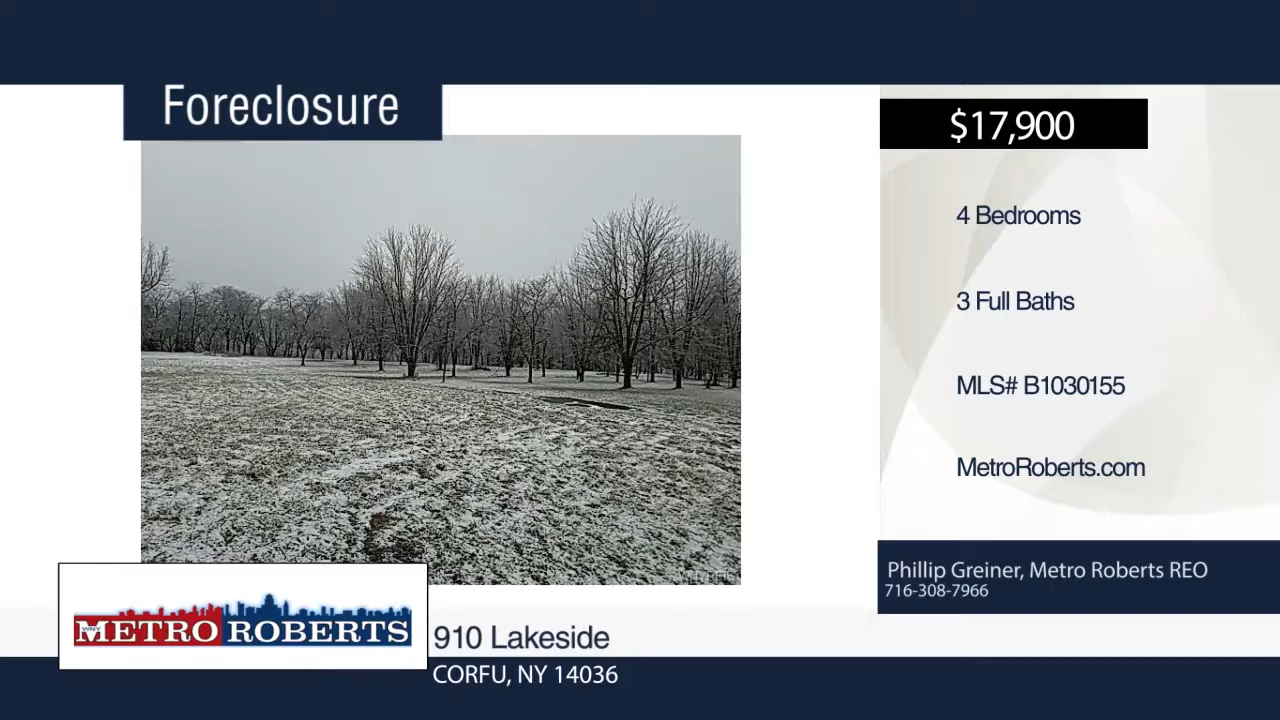 Foreclosure
$17,900
4 Bedrooms
3 Full Baths
MLS# B1030155
MetroRoberts.com
Phillip Greiner, Metro Roberts REO
716-308-7966
WNY
METRO ROBERTS
910 Lakeside
CORFU, NY 14036